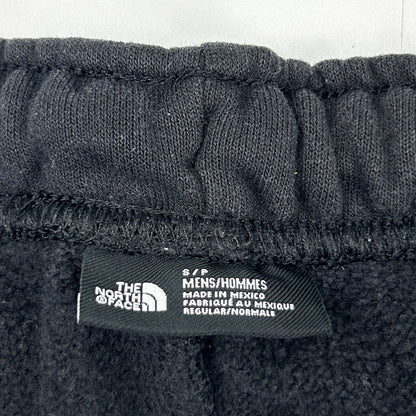 THE
NORTH
FACE
S/P
MENS/HOMMES
MADE IN MEXICO
FABRIQUÉ AU MEXIQUE
REGULAR/NORMALE